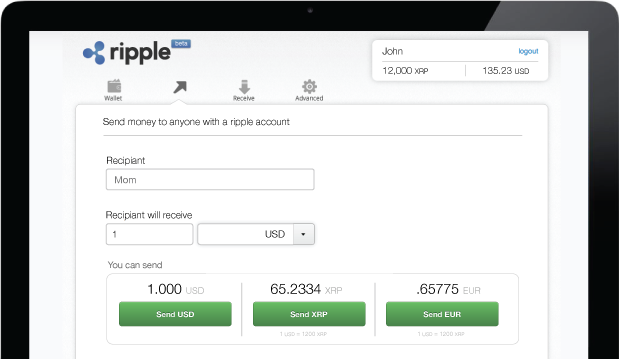 ripple beta
John logout
12,000 XRP 135.23 USD
Wallet Receive Advanced
Send money to anyone with a ripple account
Recipiant
Mom
Recipiant will receive
1 USD
You can send
1.000 USD 65.2334 XRP .65775 EUR
Send USD Send XRP Send EUR
1 USD = 1200 XRP 1 USD = 1200 XRP